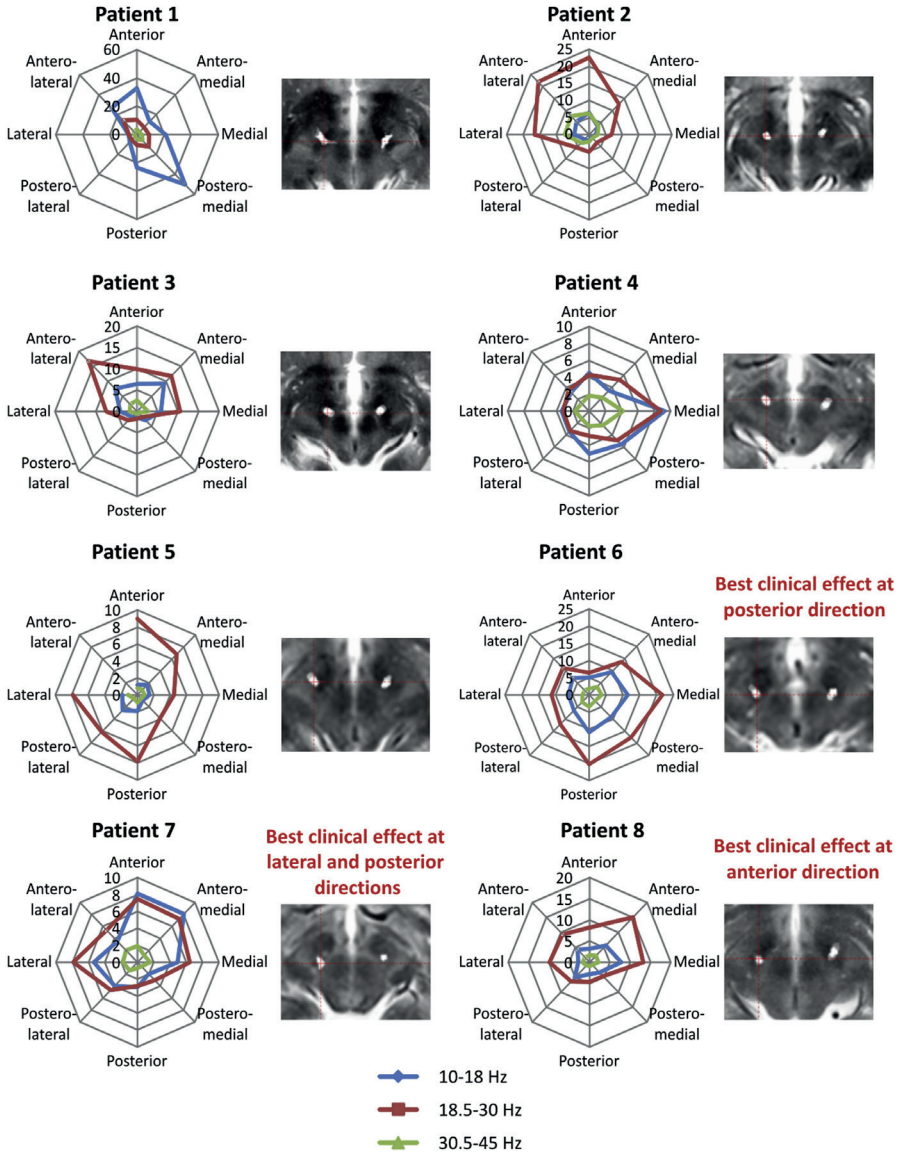 Patient 1
Anterior
60
40
20
0
Antero-
lateral
Antero-
medial
Lateral
Medial
Postero-
lateral
Postero-
medial
Posterior
Patient 2
Anterior
25
20
15
10
5
0
Antero-
lateral
Antero-
medial
Lateral
Medial
Postero-
lateral
Postero-
medial
Posterior
Patient 3
Anterior
20
15
10
5
0
Antero-
lateral
Antero-
medial
Lateral
Medial
Postero-
lateral
Postero-
medial
Posterior
Patient 4
Anterior
10
8
6
4
2
0
Antero-
lateral
Antero-
medial
Lateral
Medial
Postero-
lateral
Postero-
medial
Posterior
Patient 5
Anterior
10
8
6
4
2
0
Antero-
lateral
Antero-
medial
Lateral
Medial
Postero-
lateral
Postero-
medial
Posterior
Patient 6
Anterior
25
20
15
10
5
0
Antero-
lateral
Antero-
medial
Lateral
Medial
Postero-
lateral
Postero-
medial
Posterior
Best clinical effect at
posterior direction
Patient 7
Anterior
10
8
6
4
2
0
Antero-
lateral
Antero-
medial
Lateral
Medial
Postero-
lateral
Postero-
medial
Posterior
Best clinical effect at
lateral and posterior
directions
Patient 8
Anterior
20
15
10
5
0
Antero-
lateral
Antero-
medial
Lateral
Medial
Postero-
lateral
Postero-
medial
Posterior
Best clinical effect at
anterior direction
10-18 Hz
18.5-30 Hz
30.5-45 Hz